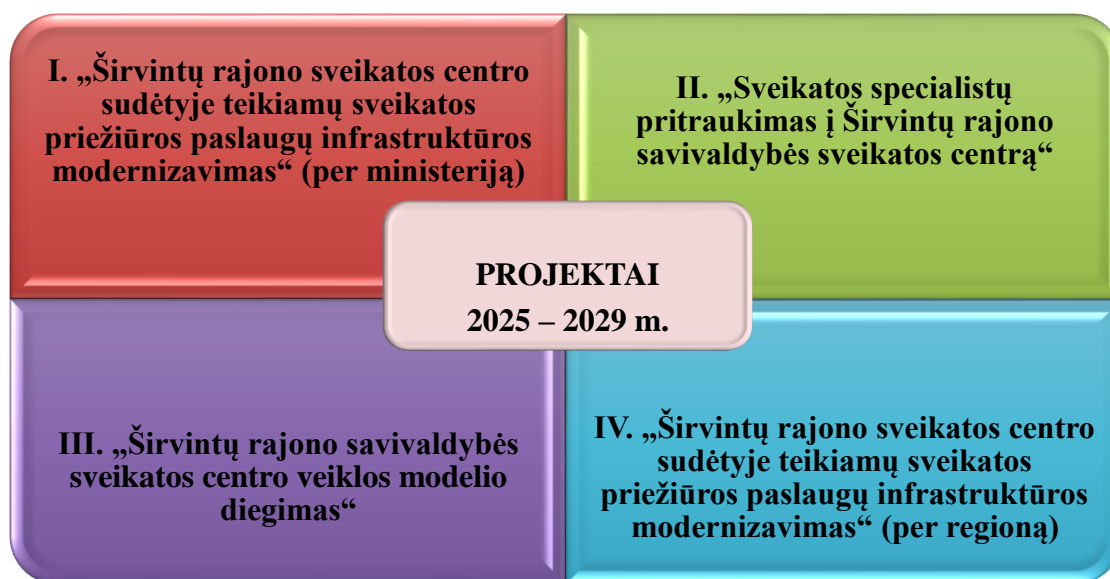 I. „Širvintų rajono sveikatos centro
sudėtyje teikiamų sveikatos
priežiūros paslaugų infrastruktūros
modernizavimas“ (per ministeriją)
II. „Sveikatos specialistų
pritraukimas į Širvintų rajono
savivaldybės sveikatos centrą“
PROJEKTAI
2025 – 2029 m.
III. „Širvintų rajono savivaldybės
sveikatos centro veiklos modelio
diegimas“
IV. „Širvintų rajono sveikatos centro
sudėtyje teikiamų sveikatos
priežiūros paslaugų infrastruktūros
modernizavimas“ (per regioną)